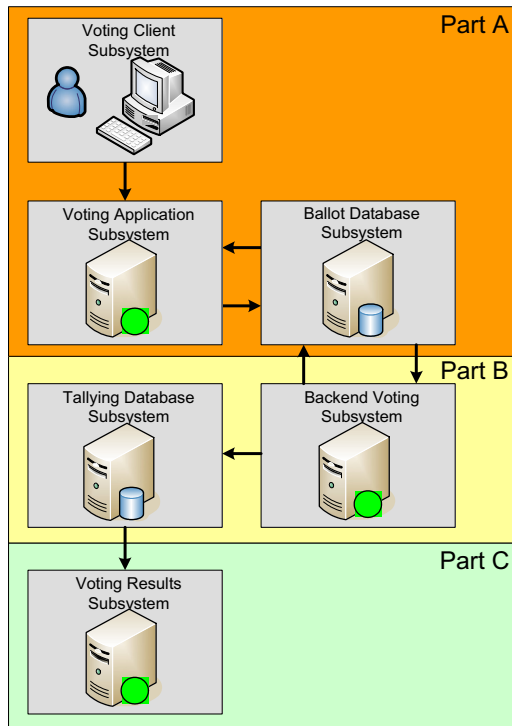 Part A
Voting Client
Subsystem
Voting Application
Subsystem
Ballot Database
Subsystem
Part B
Tallying Database
Subsystem
Backend Voting
Subsystem
Part C
Voting Results
Subsystem